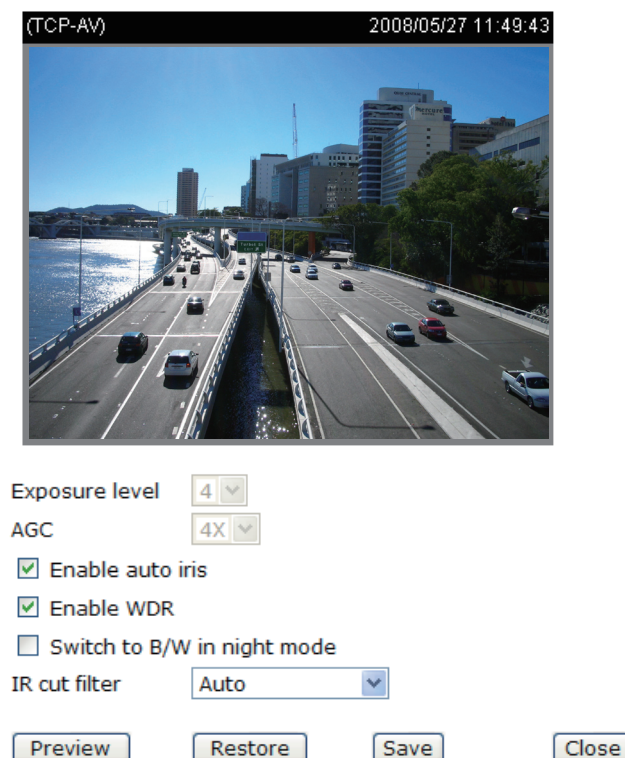 (TCP-AV) 2008/05/27 11:49:43
Mercure
Exposure level 4
AGC 4X
Enable auto iris
Enable WDR
Switch to B/W in night mode
IR cut filter Auto
Preview Restore Save Close